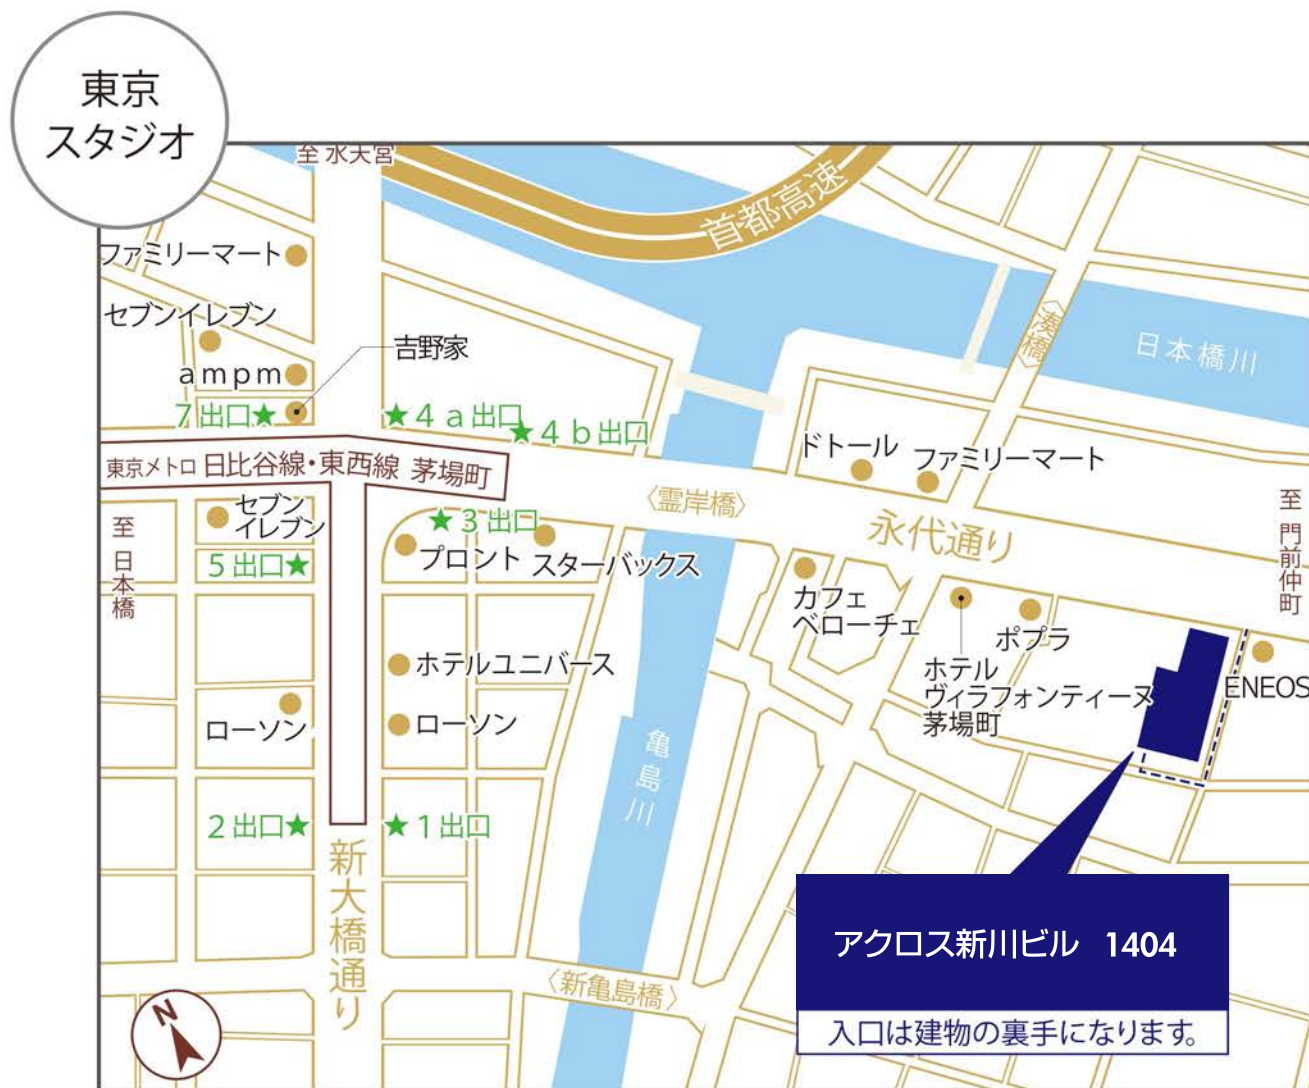 東京
スタジオ
至 水天宮
首都高速
ファミリーマート
セブンイレブン
吉野家
ampm
7出口
4a出口
4b出口
〈湊橋〉
日本橋川
ドトール
ファミリーマート
東京メトロ 日比谷線・東西線 茅場町
〈霊岸橋〉
永代通り
至 門前仲町
至 日本橋
セブン
イレブン
3出口
プロント
スターバックス
5出口
カフェ
ベローチェ
ポプラ
ホテル
ヴィラフォンティーヌ
茅場町
ENEOS
ホテルユニバース
ローソン
ローソン
亀島川
2出口
1出口
新大橋通り
〈新亀島橋〉
アクロス新川ビル 1404
入口は建物の裏手になります。
N